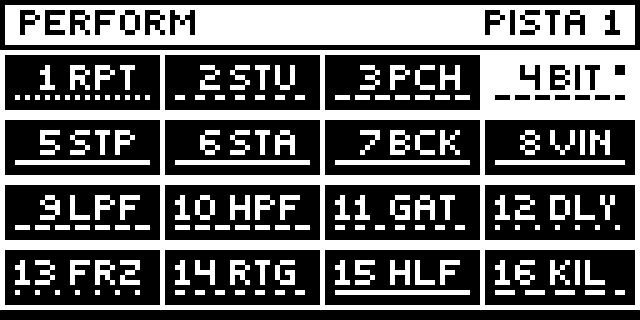 PERFORM PISTA 1
1 RPT 2 STU 3 PCH 4 BIT
5 STP 6 STA 7 BCK 8 VIN
9 LPF 10 HPF 11 GAT 12 DLY
13 FRZ 14 RTG 15 HLF 16 KIL